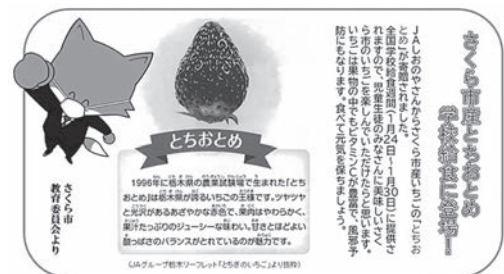 さくら市産とちおとめ
学校給食に登場！
JAしおのやさんからさくら市産いちご「とちお
とめ」が寄贈されました。
全国学校給食週間(1月24日～1月30日)に提供さ
れますので、児童生徒のみなさんに美味しいさく
ら市のいちごを楽しんでいただけたらと思います。
いちごは果物の中でもビタミンCが豊富で、風邪予
防にもなります。食べて元気を保ちましょう。
とちおとめ
1996年に栃木県の農業試験場で生まれた「とち
おとめ」は栃木県が誇るいちごの王様です。ツヤツヤ
と光沢があるあざやかな赤色で、果肉はやわらかく、
果汁たっぷりのジューシーな味わい。甘さとほどよい
酸っぱさのバランスがとれているのが魅力です。
(JAグループ栃木リーフレット「とちぎのいちご」より抜粋)
さくら市
教育委員会より